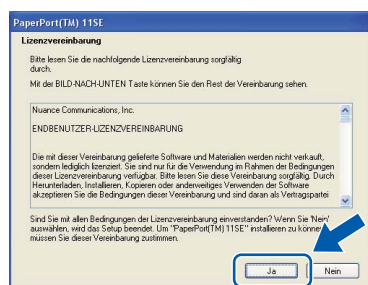 PaperPort(TM) 11SE
Lizenzvereinbarung
Bitte lesen Sie die nachfolgende Lizenzvereinbarung sorgfältig
durch.
Mit der BILD-NACH-UNTEN Taste können Sie den Rest der Vereinbarung sehen.
Nuance Communications, Inc.
ENDBENUTZER-LIZENZVEREINBARUNG
Die mit dieser Vereinbarung gelieferte Software und Materialien werden nicht verkauft,
sondern lediglich lizenziert. Sie sind nur für die Verwendung im Rahmen der Bedingungen
dieser Lizenzvereinbarung verfügbar. Bitte lesen Sie diese Vereinbarung sorgfältig. Durch
Herunterladen, Installieren, Kopieren oder anderweitiges Verwenden der Software
akzeptieren Sie die Bedingungen dieser Vereinbarung und sind daran als Vertragspartei
Sind Sie mit allen Bedingungen der Lizenzvereinbarung einverstanden? Wenn Sie 'Nein'
auswählen, wird das Setup beendet. Um "PaperPort(TM) 11SE" installieren zu können
müssen Sie dieser Vereinbarung zustimmen.
Ja
Nein